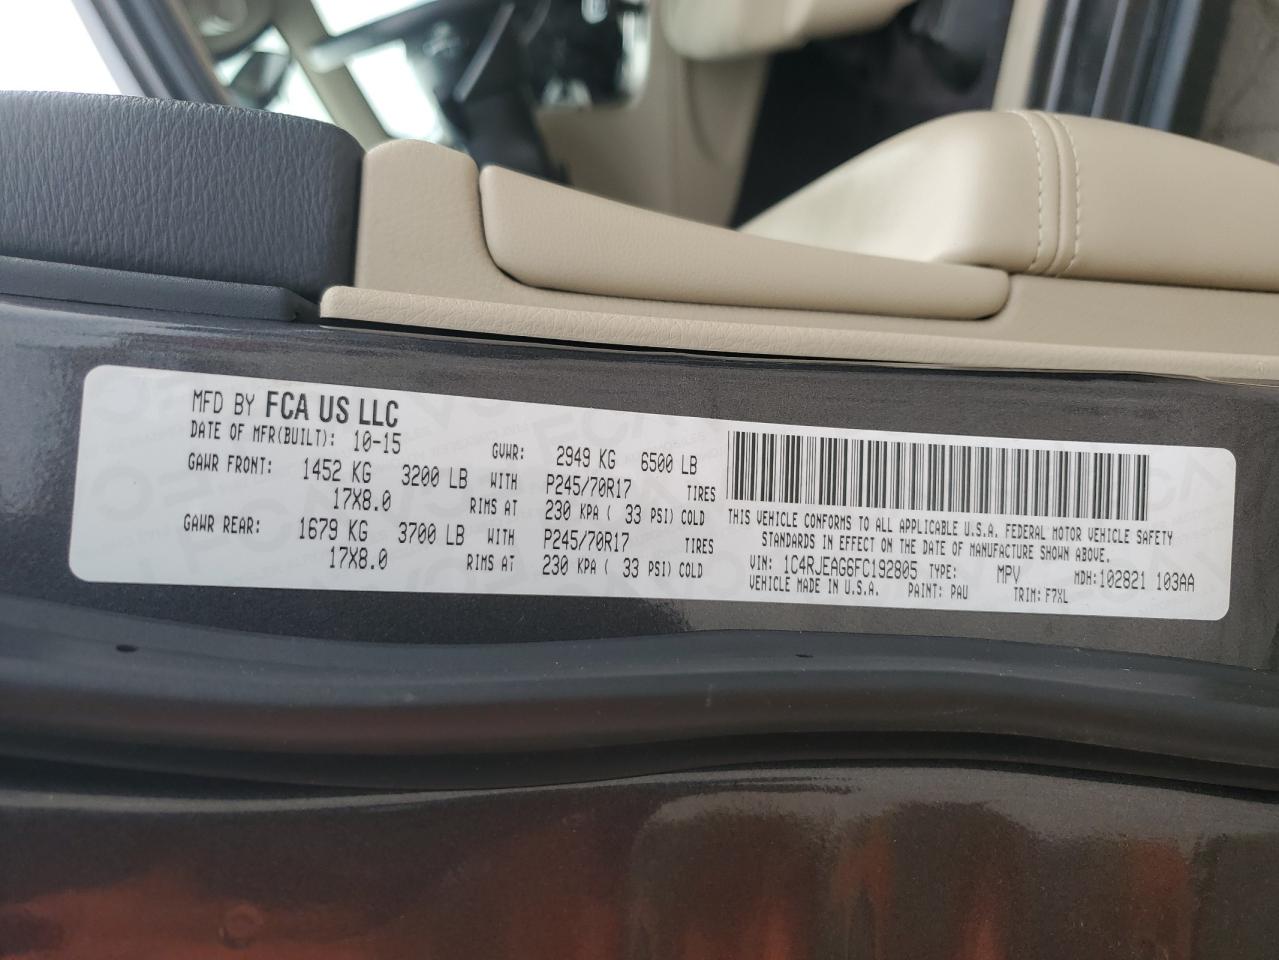 MFD BY FCA US LLC
DATE OF MFR(BUILT): 10-15 GVWR: 2949 KG 6500 LB
GAWR FRONT: 1452 KG 3200 LB WITH P245/70R17 TIRES
17X8.0 RIMS AT 230 KPA ( 33 PSI) COLD
GAWR REAR: 1679 KG 3700 LB WITH P245/70R17 TIRES
17X8.0 RIMS AT 230 KPA ( 33 PSI) COLD
THIS VEHICLE CONFORMS TO ALL APPLICABLE U.S.A. FEDERAL MOTOR VEHICLE SAFETY
STANDARDS IN EFFECT ON THE DATE OF MANUFACTURE SHOWN ABOVE.
VIN: 1C4RJEAG6FC192805 TYPE: MPV MDH:102821 103AA
VEHICLE MADE IN U.S.A. PAINT: PAU TRIM: F7XL